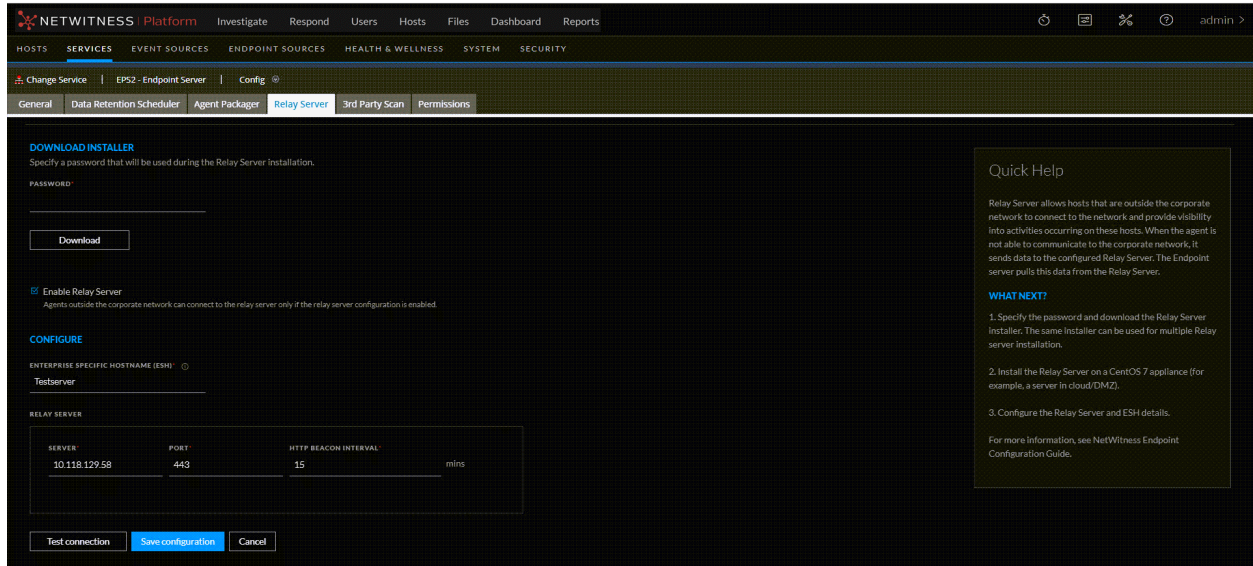 NETWITNESS Platform Investigate Respond Users Hosts Files Dashboard Reports admin >
HOSTS SERVICES EVENT SOURCES ENDPOINT SOURCES HEALTH & WELLNESS SYSTEM SECURITY
Change Service | EPS2 - Endpoint Server | Config
General Data Retention Scheduler Agent Packager Relay Server 3rd Party Scan Permissions
DOWNLOAD INSTALLER
Specify a password that will be used during the Relay Server installation.
PASSWORD*
Download
Enable Relay Server
Agents outside the corporate network can connect to the relay server only if the relay server configuration is enabled.
CONFIGURE
ENTERPRISE SPECIFIC HOSTNAME (ESH)*
Testserver
RELAY SERVER
SERVER* PORT* HTTP BEACON INTERVAL*
10.118.129.58 443 15 mins
Test connection Save configuration Cancel
Quick Help
Relay Server allows hosts that are outside the corporate
network to connect to the network and provide visibility
into activities occurring on these hosts. When the agent is
not able to communicate to the corporate network, it
sends data to the configured Relay Server. The Endpoint
server pulls this data from the Relay Server.
WHAT NEXT?
1. Specify the password and download the Relay Server
installer. The same Installer can be used for multiple Relay
server installation.
2. Install the Relay Server on a CentOS 7 appliance (for
example, a server in cloud/DMZ).
3. Configure the Relay Server and ESH details.
For more information, see NetWitness Endpoint
Configuration Guide.